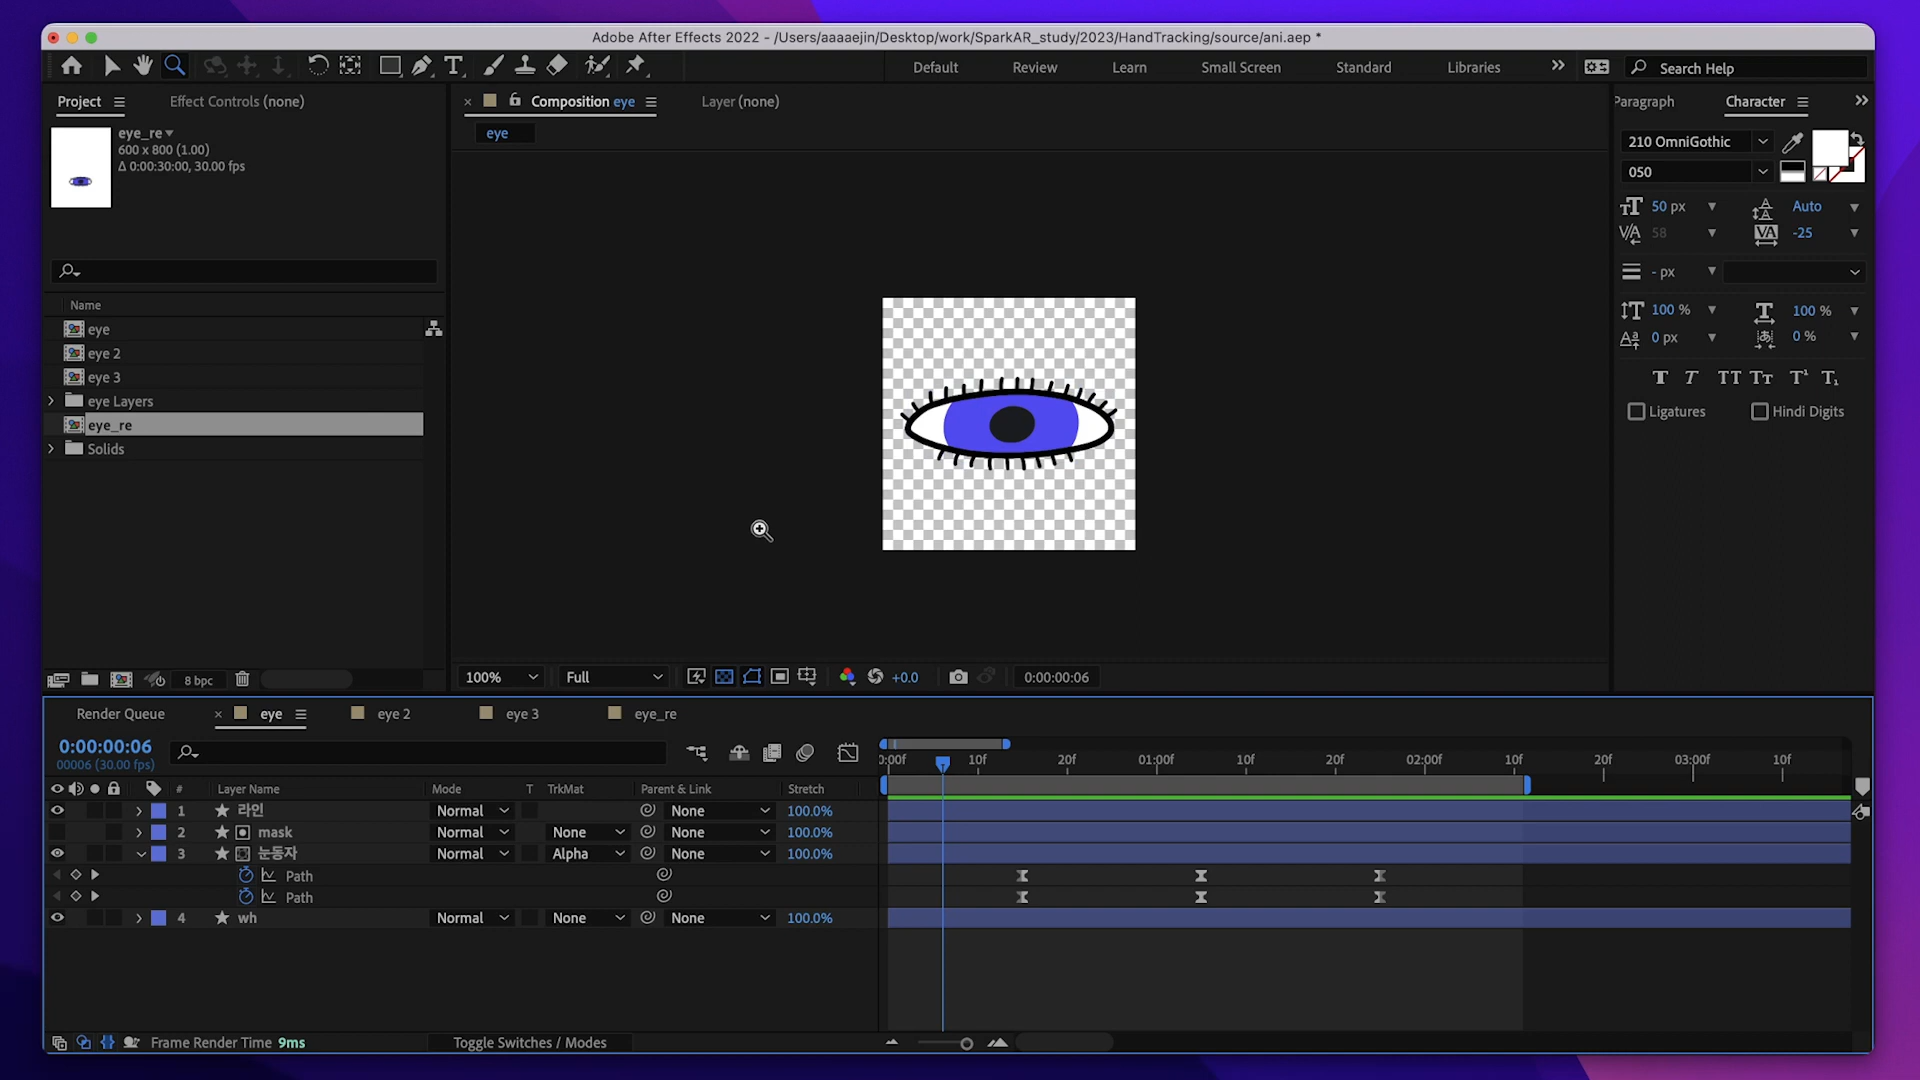 Adobe After Effects 2022 - /Users/aaaaejin/Desktop/work/SparkAR_study/2023/HandTracking/source/ani.aep *
Default
Review
Learn
Small Screen
Standard
Libraries
Search Help
Project
Effect Controls (none)
eye_re
600 x 800 (1.00)
Δ 0:00:30:00, 30.00 fps
Name
eye
eye 2
eye 3
eye Layers
eye_re
Solids
8 bpc
Composition eye
Layer (none)
eye
100%
Full
+0.0
0:00:00:06
Paragraph
Character
210 OmniGothic
050
50 px
Auto
58
-25
- px
100 %
100 %
0 px
0 %
Ligatures
Hindi Digits
Render Queue
eye
eye 2
eye 3
eye_re
0:00:00:06
00006 (30.00 fps)
0:00f
10f
20f
01:00f
10f
20f
02:00f
10f
20f
03:00f
10f
# Layer Name Mode T TrkMat Parent & Link Stretch
1 라인 Normal None 100.0%
2 mask Normal None None 100.0%
3 눈동자 Normal Alpha None 100.0%
Path
Path
4 wh Normal None None 100.0%
Frame Render Time 9ms
Toggle Switches / Modes